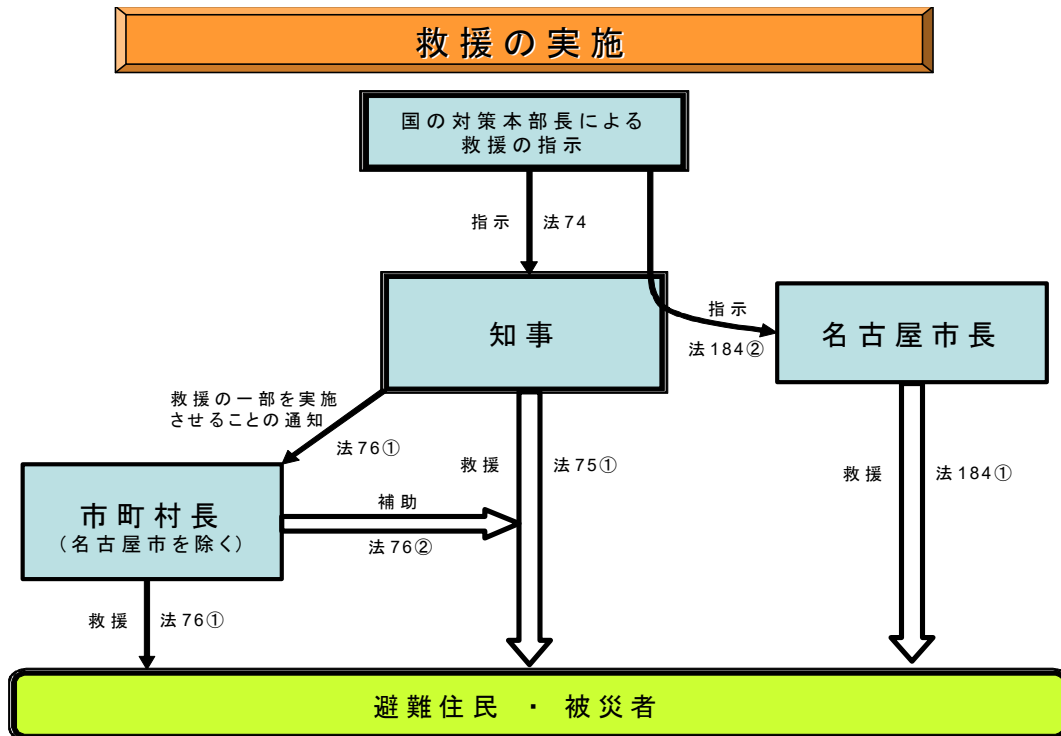 救援の実施
国の対策本部長による
救援の指示
指示 法74
知事
指示
法184②
名古屋市長
救援の一部を実施
させることの通知
法76①
救援 法75①
救援 法184①
市町村長
（名古屋市を除く）
補助
法76②
救援 法76①
避難住民 ・ 被災者